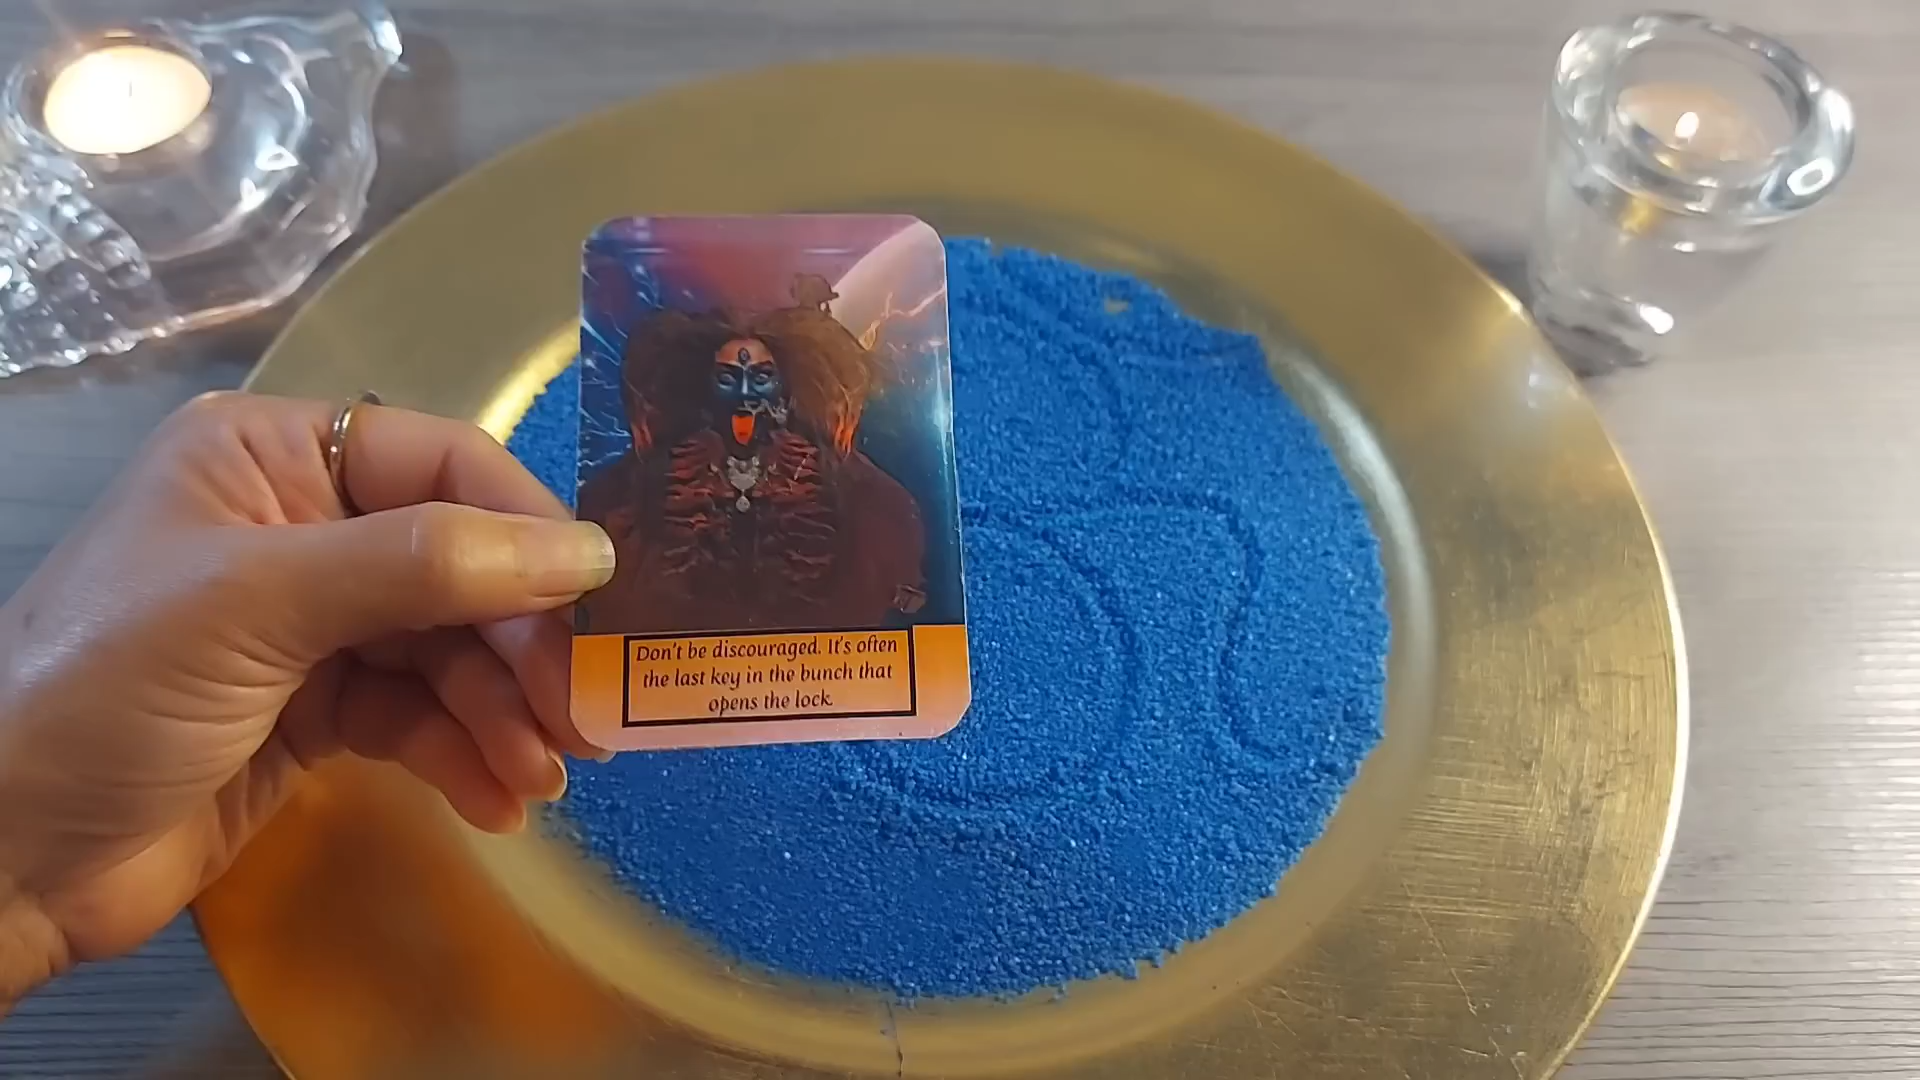 Don't be discouraged. It's often
the last key in the bunch that
opens the lock.